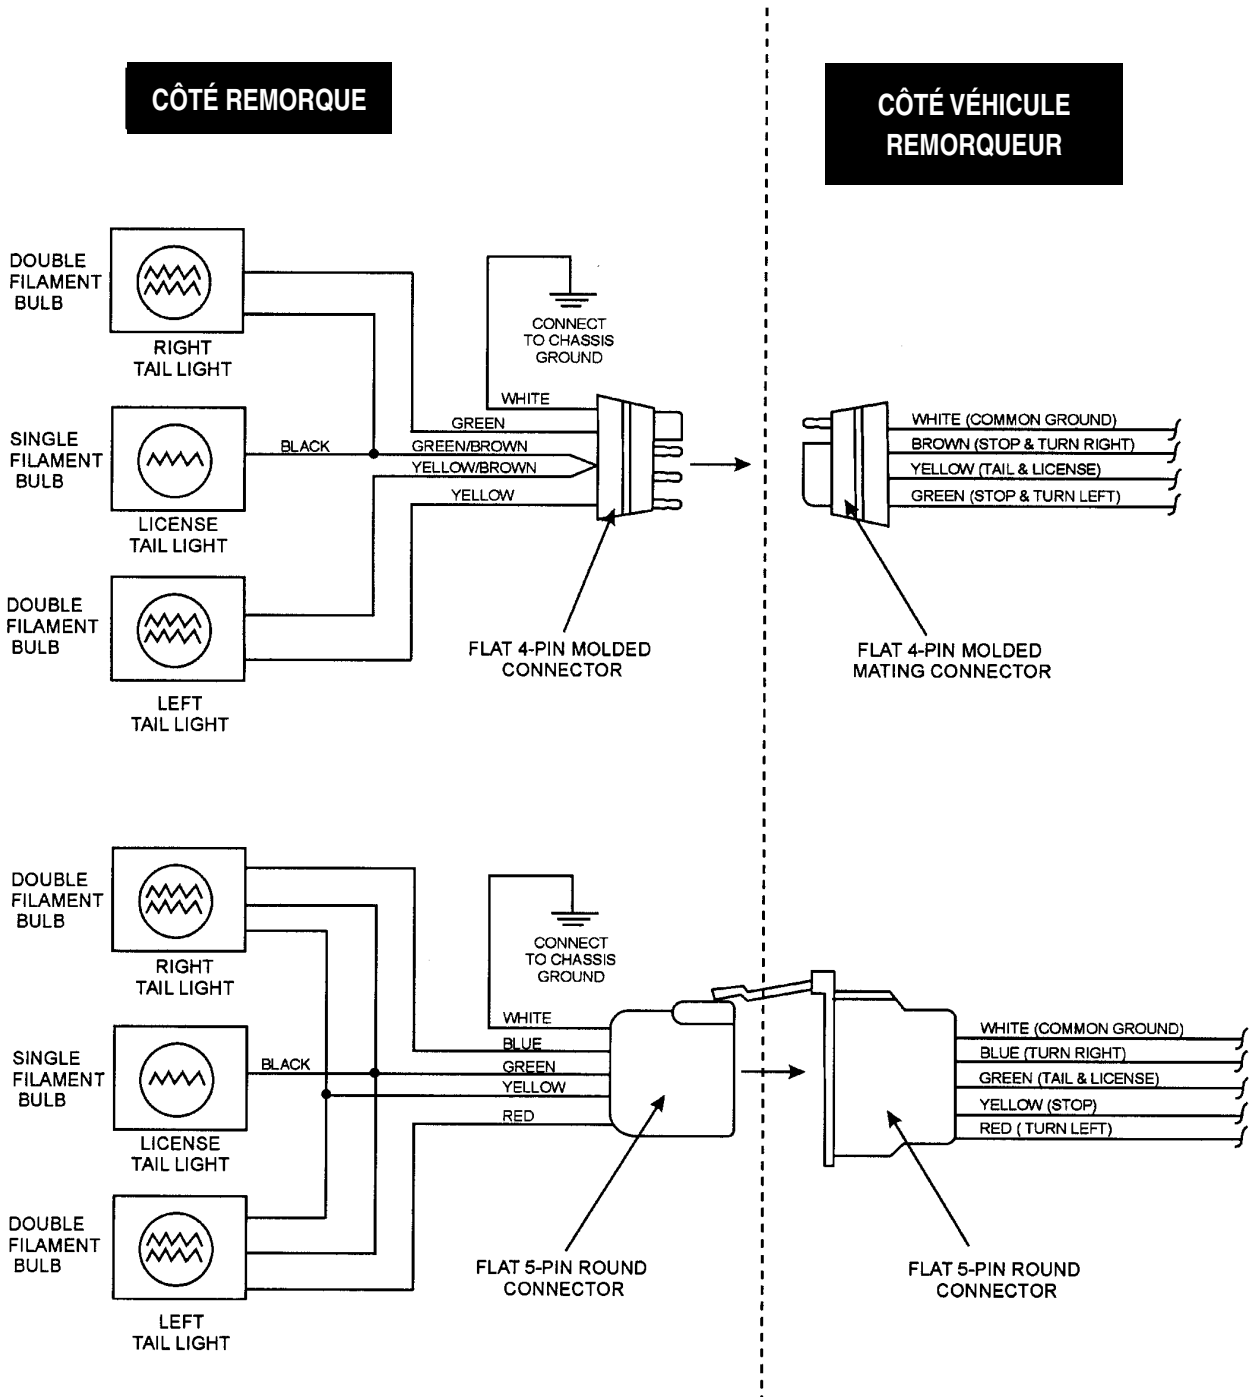 CÔTÉ REMORQUE
CÔTÉ VÉHICULE
REMORQUEUR
DOUBLE
FILAMENT
BULB
RIGHT
TAIL LIGHT
CONNECT
TO CHASSIS
GROUND
WHITE
GREEN
GREEN/BROWN
YELLOW/BROWN
YELLOW
SINGLE
FILAMENT
BULB
BLACK
LICENSE
TAIL LIGHT
WHITE (COMMON GROUND)
BROWN (STOP & TURN RIGHT)
YELLOW (TAIL & LICENSE)
GREEN (STOP & TURN LEFT)
DOUBLE
FILAMENT
BULB
LEFT
TAIL LIGHT
FLAT 4-PIN MOLDED
CONNECTOR
FLAT 4-PIN MOLDED
MATING CONNECTOR
DOUBLE
FILAMENT
BULB
RIGHT
TAIL LIGHT
CONNECT
TO CHASSIS
GROUND
WHITE
BLUE
GREEN
YELLOW
RED
SINGLE
FILAMENT
BULB
BLACK
LICENSE
TAIL LIGHT
WHITE (COMMON GROUND)
BLUE (TURN RIGHT)
GREEN (TAIL & LICENSE)
YELLOW (STOP)
RED ( TURN LEFT)
DOUBLE
FILAMENT
BULB
LEFT
TAIL LIGHT
FLAT 5-PIN ROUND
CONNECTOR
FLAT 5-PIN ROUND
CONNECTOR